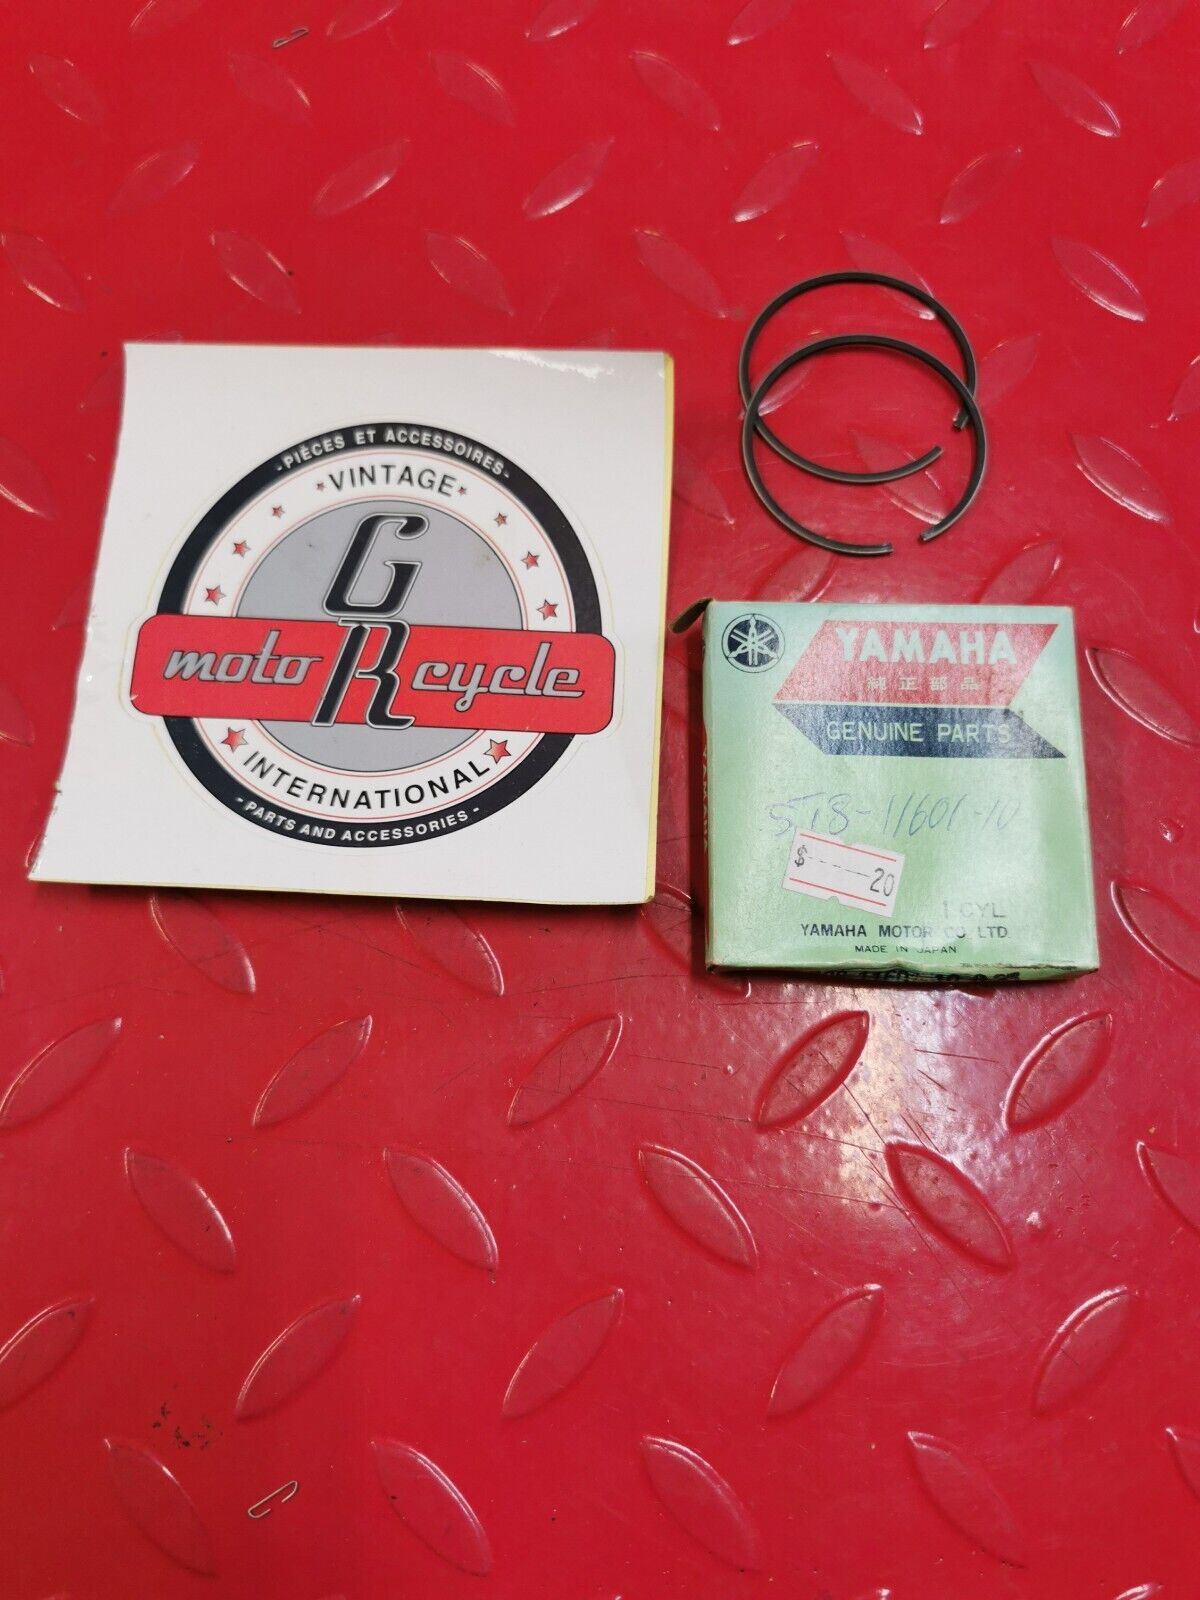 - PIÈCES ET ACCESSOIRES -
VINTAGE
G
moto R cycle
INTERNATIONAL
- PARTS AND ACCESSORIES -
YAMAHA
純正部品
GENUINE PARTS
5T8-11601-10
$ ------ 20
1 CYL
YAMAHA MOTOR CO., LTD.
MADE IN JAPAN
YAMAHA